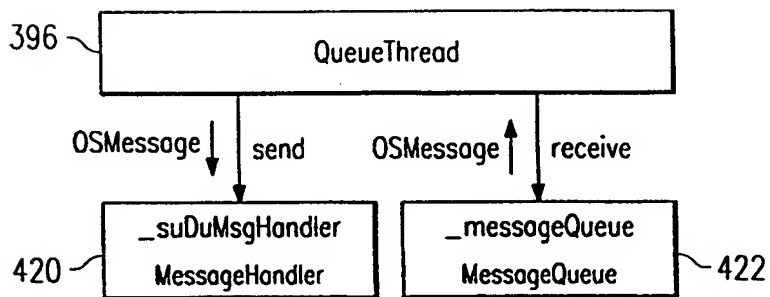 396
QueueThread
OSMessage send OSMessage receive
_suDuMsgHandler
MessageHandler
_messageQueue
MessageQueue
420
422